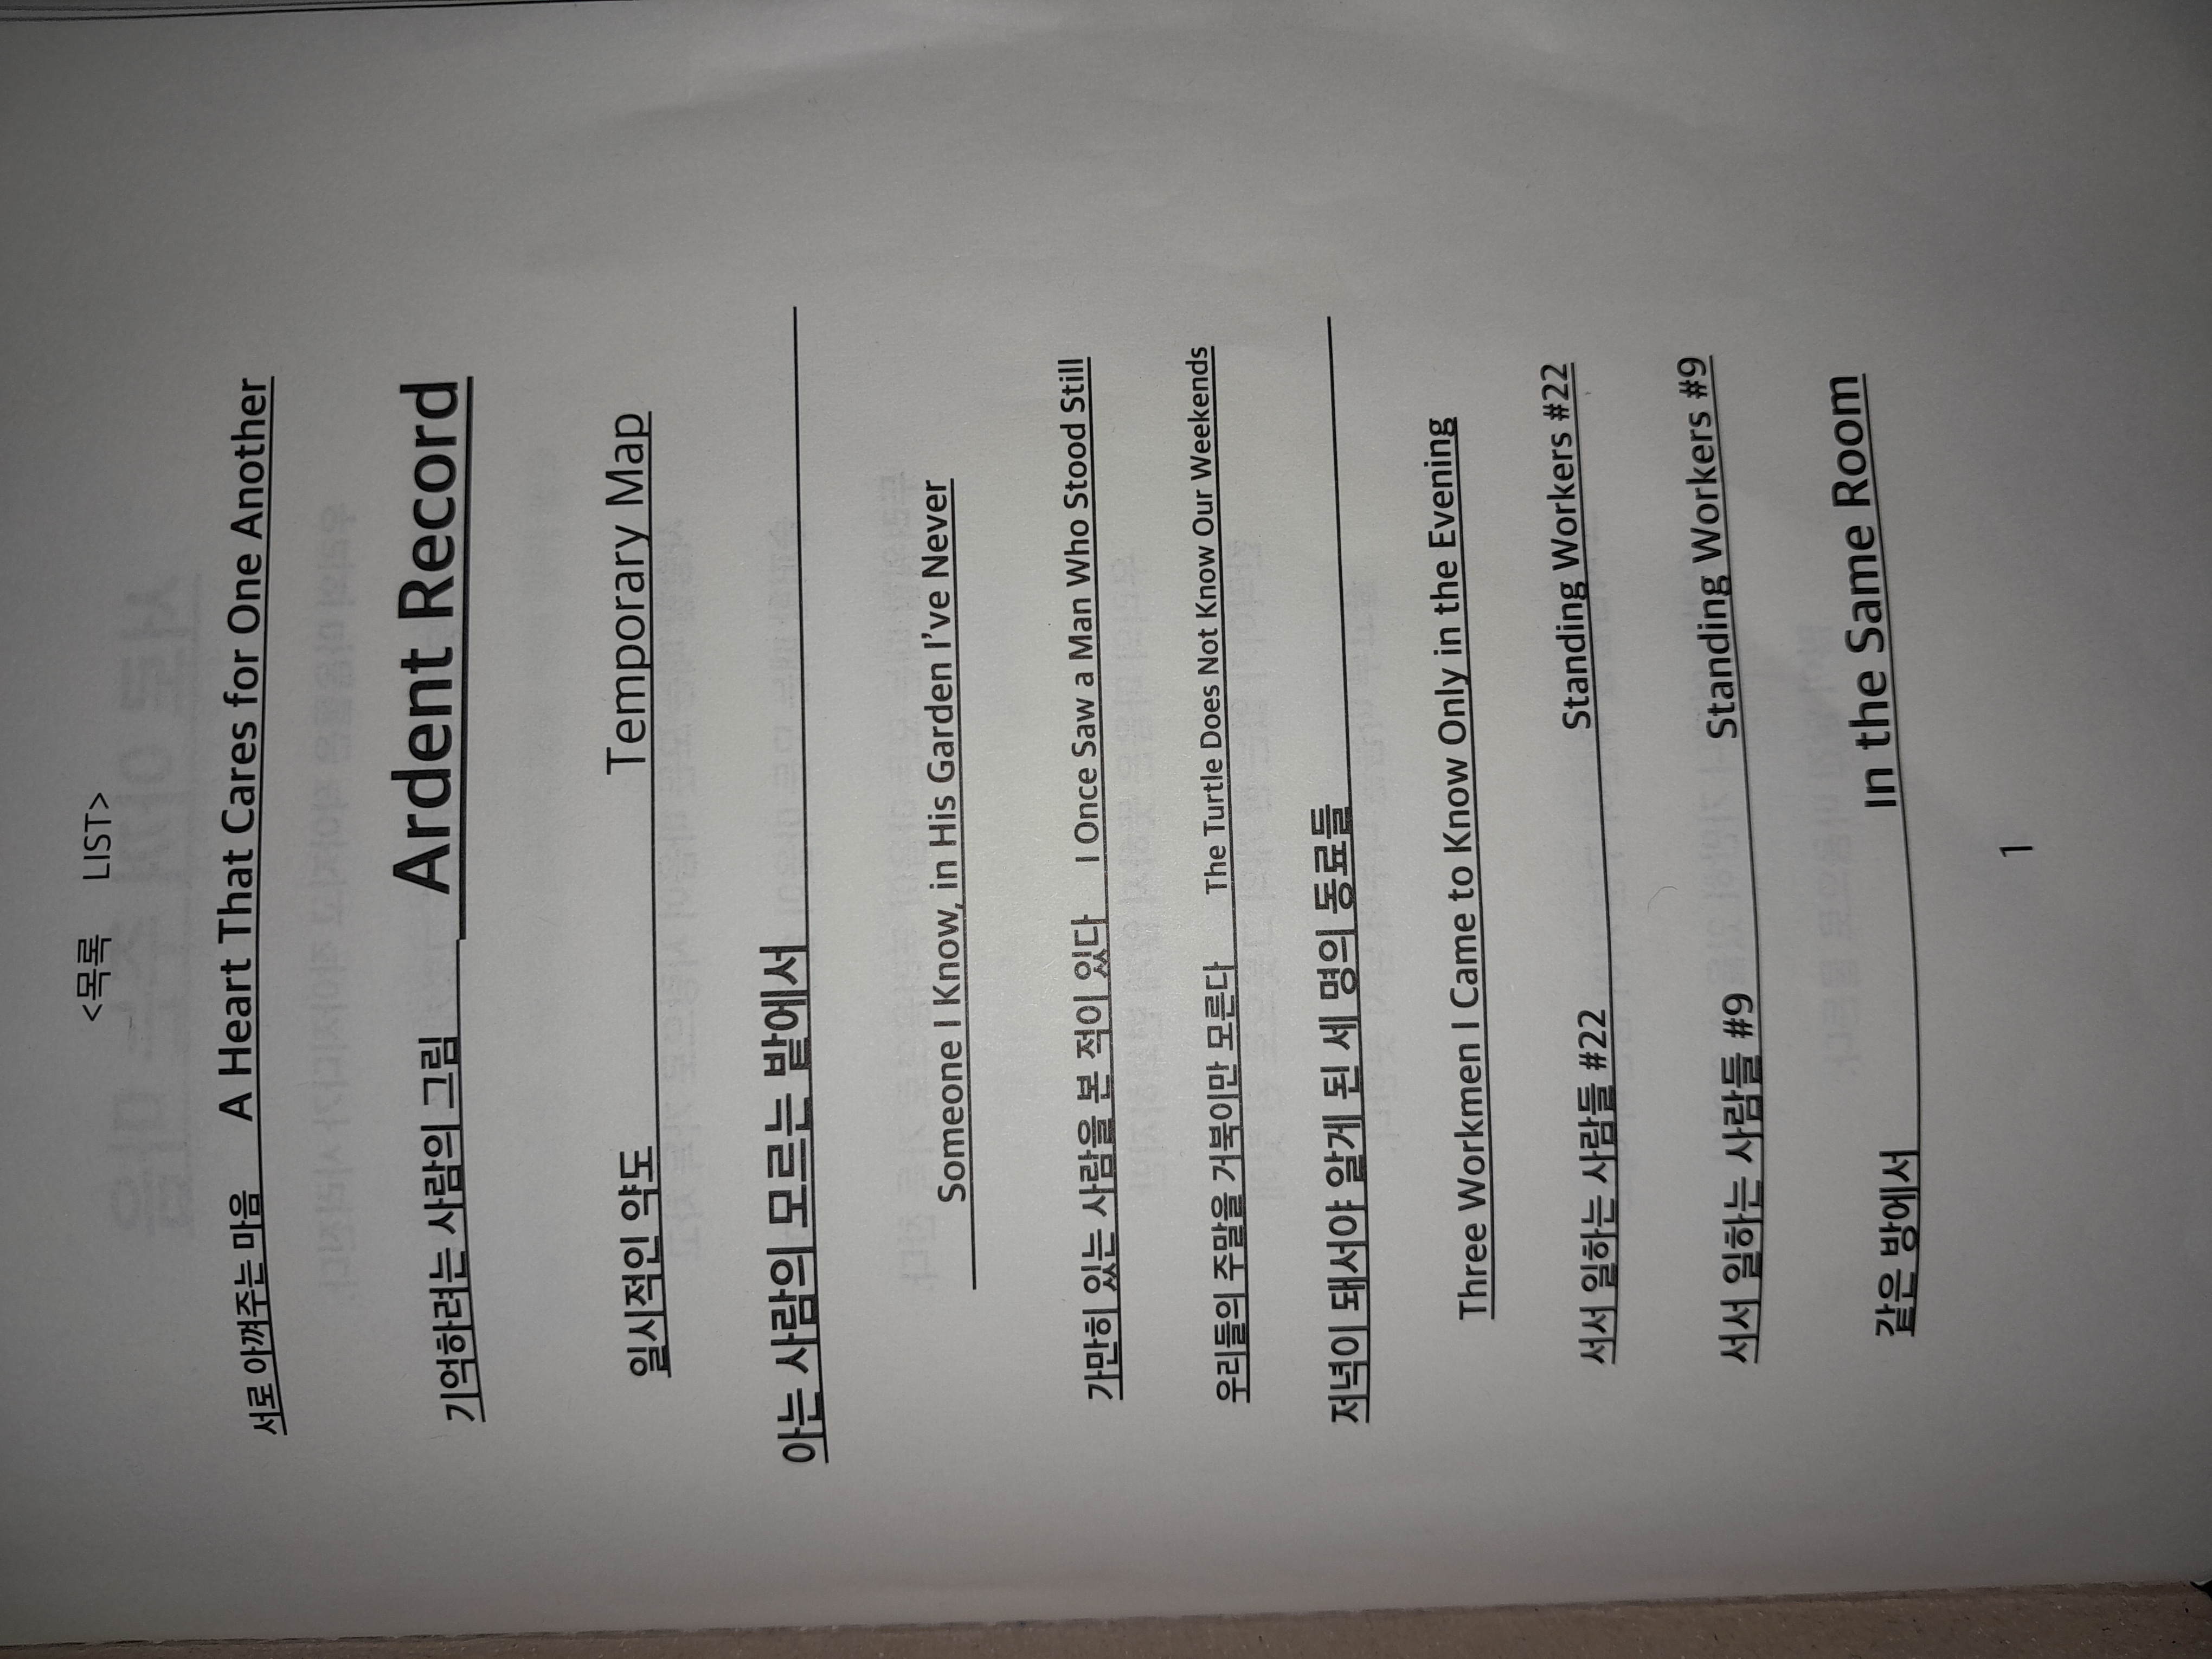 <목록 LIST>
서로 아껴주는 마음 A Heart That Cares for One Another
기억하려는 사람의 그림 Ardent Record
일시적인 약도 Temporary Map
아는 사람의 모르는 밭에서
Someone I Know, in His Garden I've Never
가만히 있는 사람을 본 적이 있다 I Once Saw a Man Who Stood Still
우리들의 주말을 거북이만 모른다 The Turtle Does Not Know Our Weekends
저녁이 돼서야 알게 된 세 명의 동료들
Three Workmen I Came to Know Only in the Evening
서서 일하는 사람들 #22 Standing Workers #22
서서 일하는 사람들 #9 Standing Workers #9
같은 방에서 In the Same Room
1